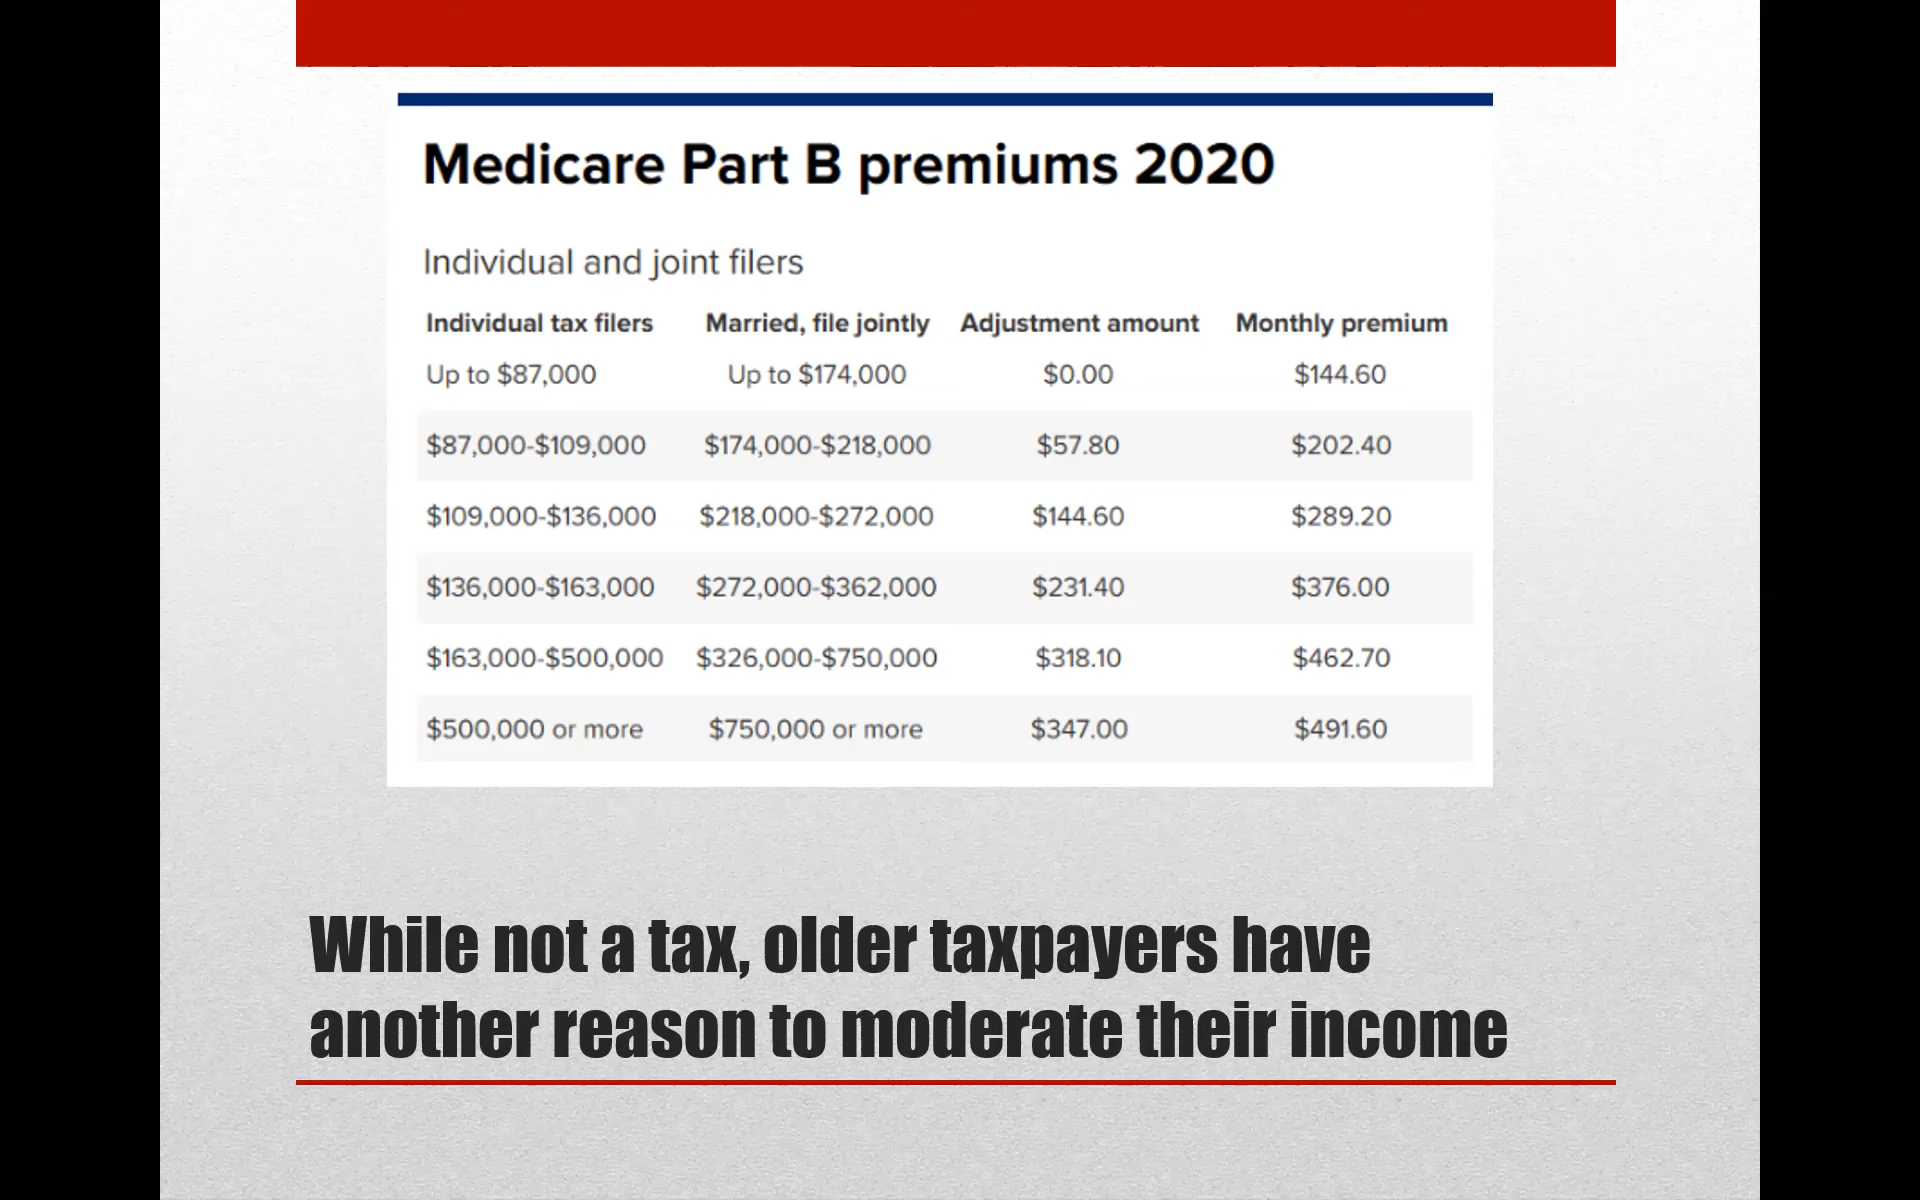 Medicare Part B premiums 2020
Individual and joint filers
Individual tax filers Married, file jointly Adjustment amount Monthly premium
Up to $87,000 Up to $174,000 $0.00 $144.60
$87,000-$109,000 $174,000-$218,000 $57.80 $202.40
$109,000-$136,000 $218,000-$272,000 $144.60 $289.20
$136,000-$163,000 $272,000-$362,000 $231.40 $376.00
$163,000-$500,000 $326,000-$750,000 $318.10 $462.70
$500,000 or more $750,000 or more $347.00 $491.60
While not a tax, older taxpayers have
another reason to moderate their income